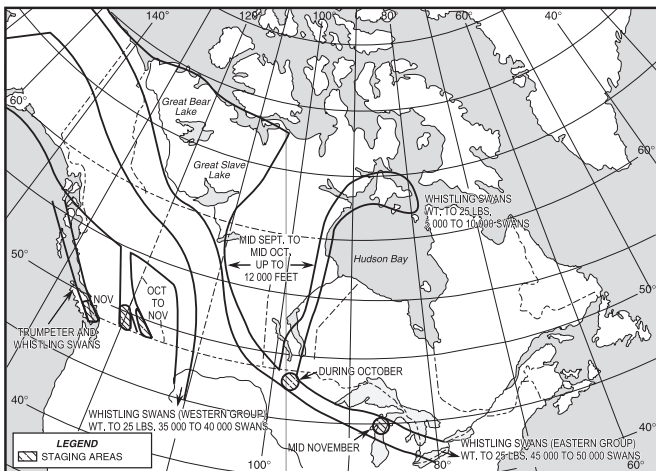 140°
120°
100°
80°
60°
40°
60°
Great Bear
Lake
Great Slave
Lake
60°
WHISTLING SWANS
WT, TO 25 LBS,
000 TO 10 000 SWANS
MID SEPT. TO
MID OCT,
UP TO
12 000 FEET
Hudson Bay
50°
OCT
TO
NOV
NOV
50°
TRUMPETER AND
WHISTLING SWANS
DURING OCTOBER
40°
WHISTLING SWANS (WESTERN GROUP)
WT, TO 25 LBS, 35 000 TO 40 000 SWANS
40°
MID NOVEMBER
WHISTLING SWANS (EASTERN GROUP)
WT, TO 25 LBS, 45 000 TO 50 000 SWANS
LEGEND
STAGING AREAS
100°
80°
60°